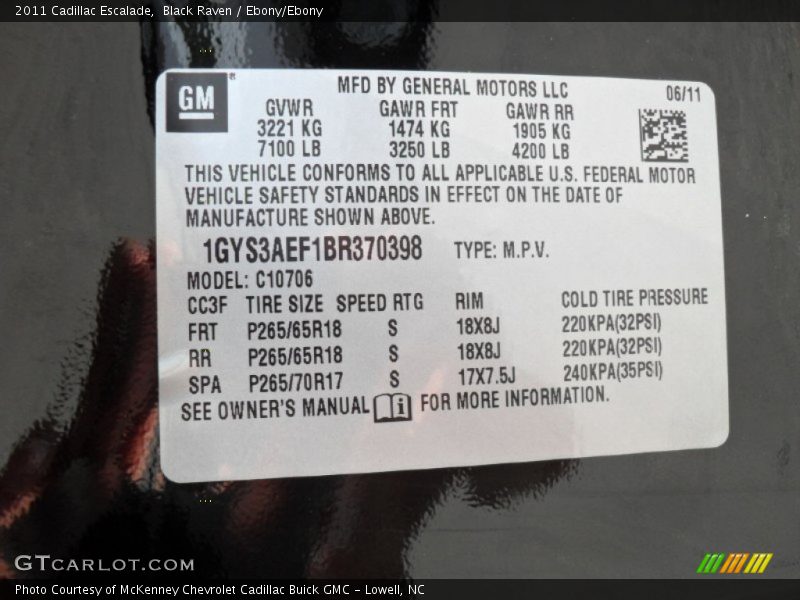 2011 Cadillac Escalade, Black Raven / Ebony/Ebony
GM
MFD BY GENERAL MOTORS LLC 06/11
GVWR GAWR FRT GAWR RR
3221 KG 1474 KG 1905 KG
7100 LB 3250 LB 4200 LB
THIS VEHICLE CONFORMS TO ALL APPLICABLE U.S. FEDERAL MOTOR
VEHICLE SAFETY STANDARDS IN EFFECT ON THE DATE OF
MANUFACTURE SHOWN ABOVE.
1GYS3AEF1BR370398 TYPE: M.P.V.
MODEL: C10706
CC3F TIRE SIZE SPEED RTG RIM COLD TIRE PRESSURE
FRT P265/65R18 S 18X8J 220KPA(32PSI)
RR P265/65R18 S 18X8J 220KPA(32PSI)
SPA P265/70R17 S 17X7.5J 240KPA(35PSI)
SEE OWNER'S MANUAL i FOR MORE INFORMATION.
GTCARLOT.COM
Photo Courtesy of McKenney Chevrolet Cadillac Buick GMC - Lowell, NC